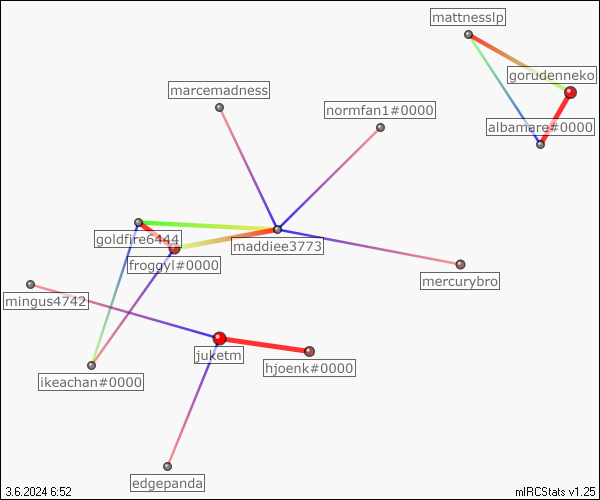 mattnesslp
gorudenneko
marcemadness
normfan1#0000
albamare#0000
goldfire6444
maddiee3773
froggyl#0000
mercurybro
mingus4742
juketm
hjoenk#0000
ikeachan#0000
edgepanda
3.6.2024 6:52
mIRCStats v1.25